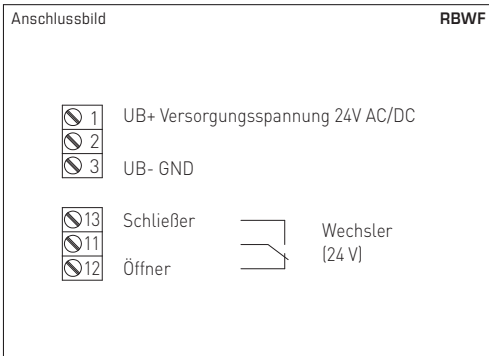 Anschlussbild RBWF
1 UB+ Versorgungsspannung 24V AC/DC
2
3 UB- GND
13 Schließer
11 Wechsler
(24 V)
12 Öffner